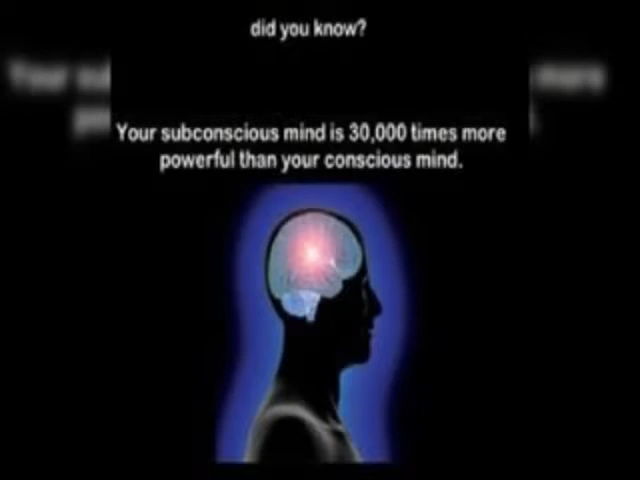 did you know?
Your subconscious mind is 30,000 times more
powerful than your conscious mind.